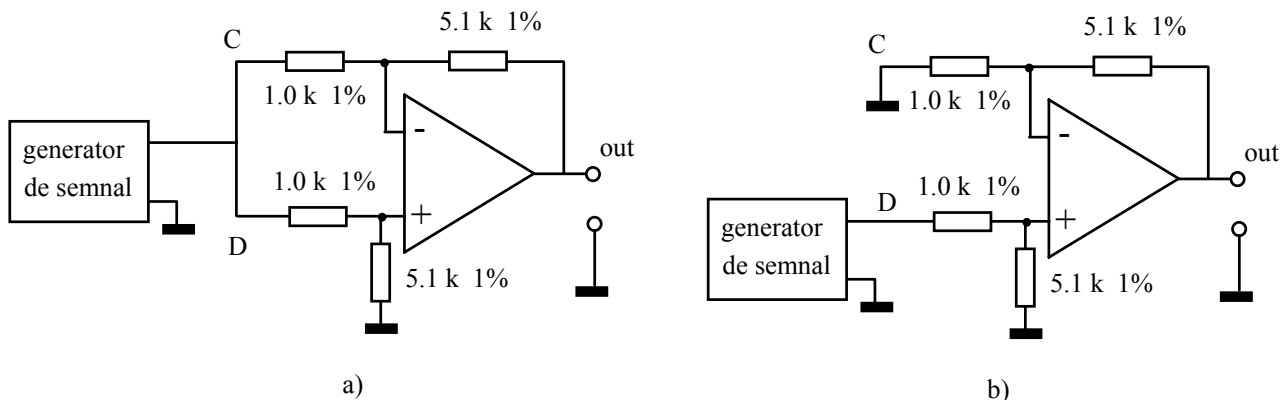 5.1 k 1%
C
1.0 k 1%
-
generator
de semnal
out
1.0 k 1%
+
D
5.1 k 1%
a)
5.1 k 1%
C
1.0 k 1%
-
out
1.0 k 1%
D
+
generator
de semnal
5.1 k 1%
b)